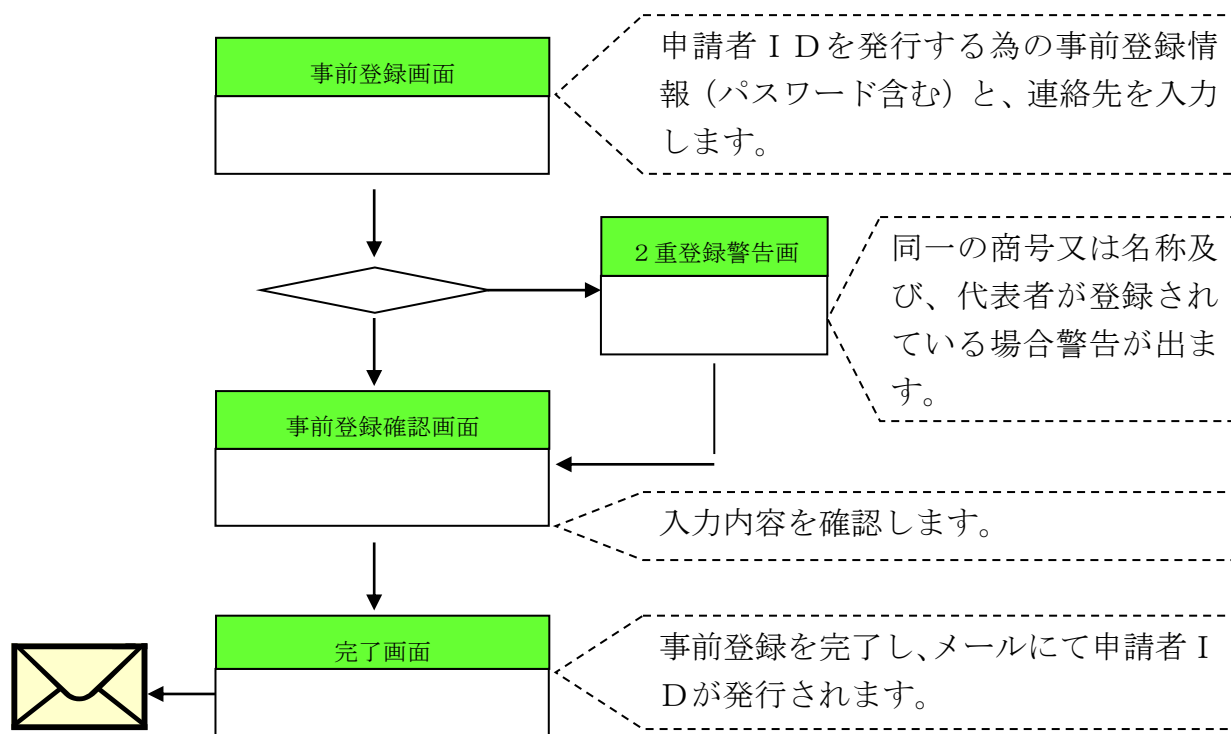 事前登録画面
申請者ＩＤを発行する為の事前登録情
報（パスワード含む）と、連絡先を入力
します。
２重登録警告画
同一の商号又は名称及
び、代表者が登録され
ている場合警告が出ま
す。
事前登録確認画面
入力内容を確認します。
完了画面
事前登録を完了し、メールにて申請者Ｉ
Ｄが発行されます。